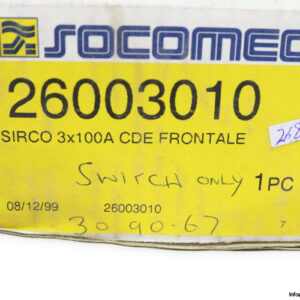 SOCOMEC
26003010
SIRCO 3x100A CDE FRONTALE
SWITCH ONLY 1PC
08/12/99 26003010
30.90.67